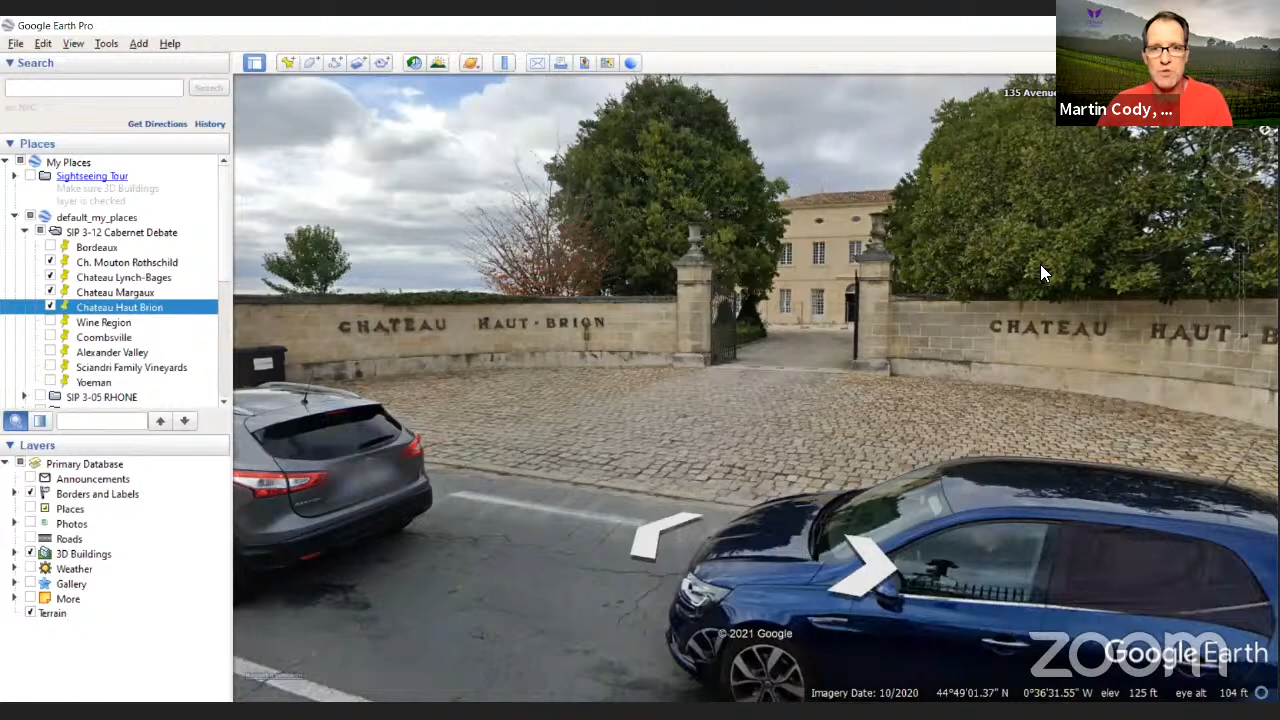 Google Earth Pro
File Edit View Tools Add Help
Search
Search
Get Directions History
Places
My Places
Sightseeing Tour
Make sure 3D Buildings
layer is checked
default_my_places
SIP 3-12 Cabernet Debate
Bordeaux
Ch. Mouton Rothschild
Chateau Lynch-Bages
Chateau Margaux
Chateau Haut Brion
Wine Region
Coombsville
Alexander Valley
Sciandri Family Vineyards
Yoeman
SIP 3-05 RHONE
Layers
Primary Database
Announcements
Borders and Labels
Places
Photos
Roads
3D Buildings
Weather
Gallery
More
Terrain
135 Avenue
Martin Cody, ...
CHATEAU HAUT·BRION
CHATEAU HAUT·B
© 2021 Google
zoom
Google Earth
Imagery Date: 10/2020 44°49'01.37" N 0°36'31.55" W elev 125 ft eye alt 104 ft